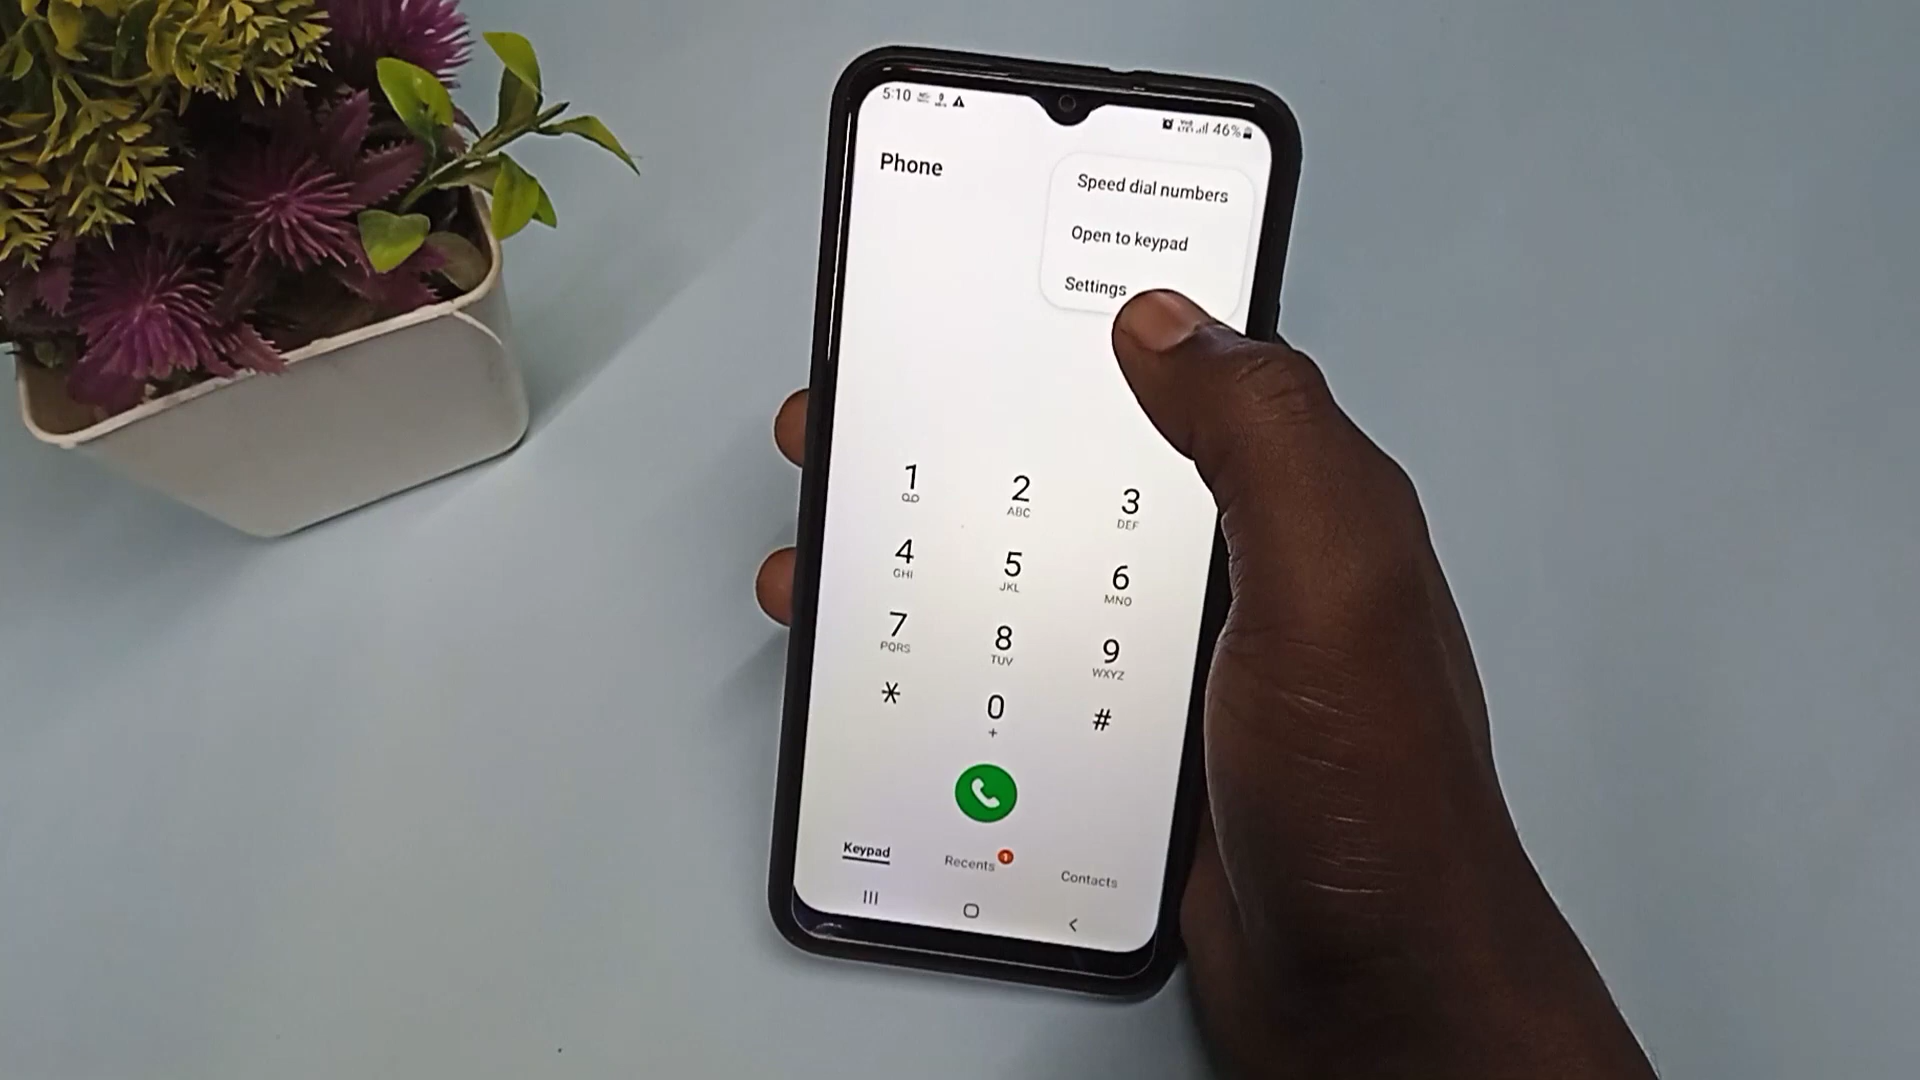 5:10
46%
Phone
Speed dial numbers
Open to keypad
Settings
1 2 3
ABC DEF
4 5 6
GHI JKL MNO
7 8 9
PQRS TUV WXYZ
* 0 #
+
Keypad Recents 1 Contacts